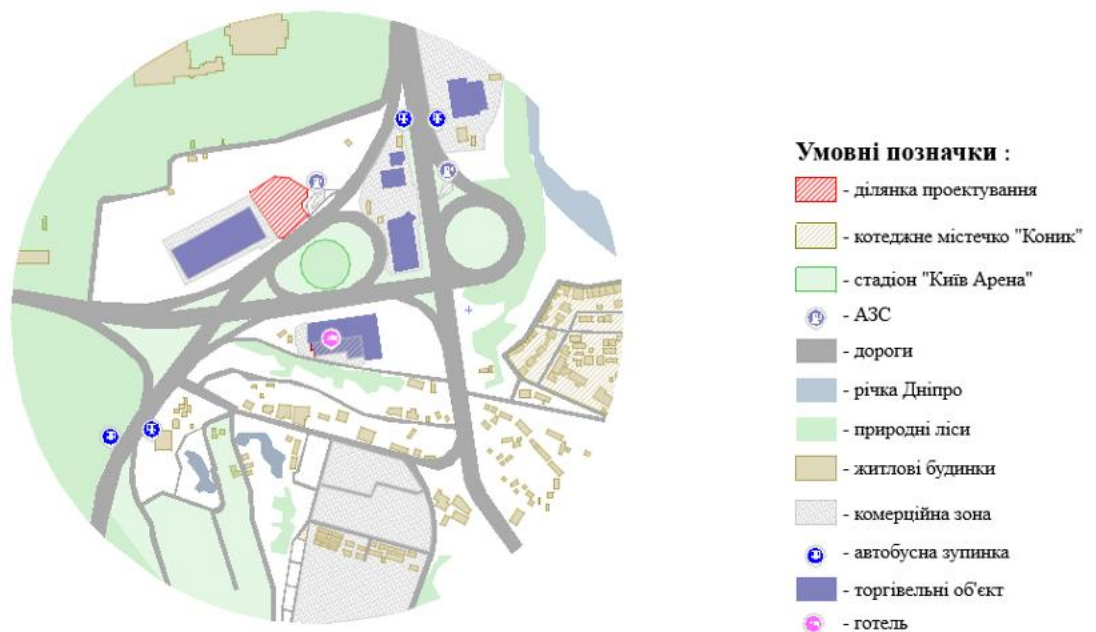 Умовні позначки :
- ділянка проектування
- котеджне містечко "Коник"
- стадіон "Київ Арена"
- АЗС
- дороги
- річка Дніпро
- природні ліси
- житлові будинки
- комерційна зона
- автобусна зупинка
- торгівельні об'єкт
- готель